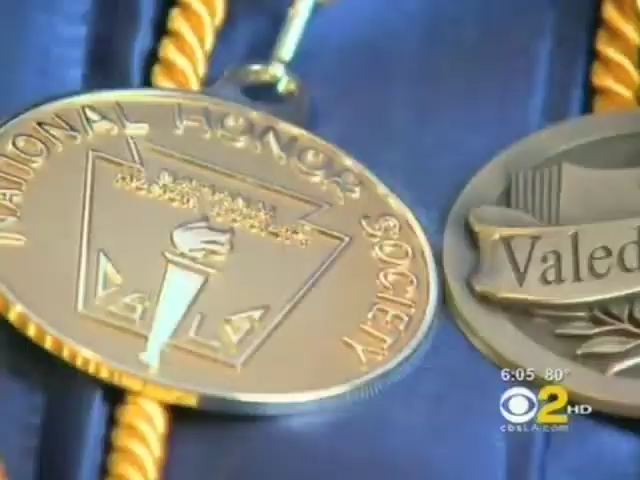 NATIONAL HONOR SOCIETY
Valed
6:05 80°
2 HD
cbsLA.com